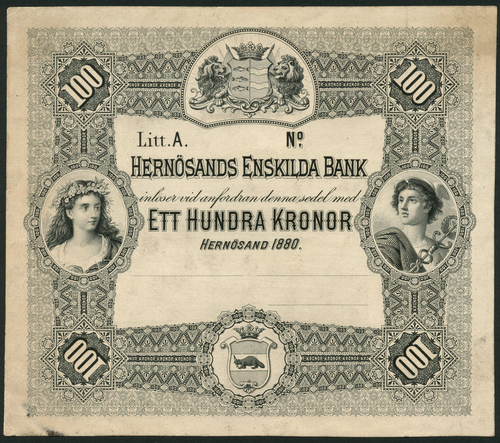 100 100
Litt. A. Nº
HERNÖSANDS ENSKILDA BANK
inlöser vid anfordran denna sedel med
ETT HUNDRA KRONOR
HERNÖSAND 1880.
100 100